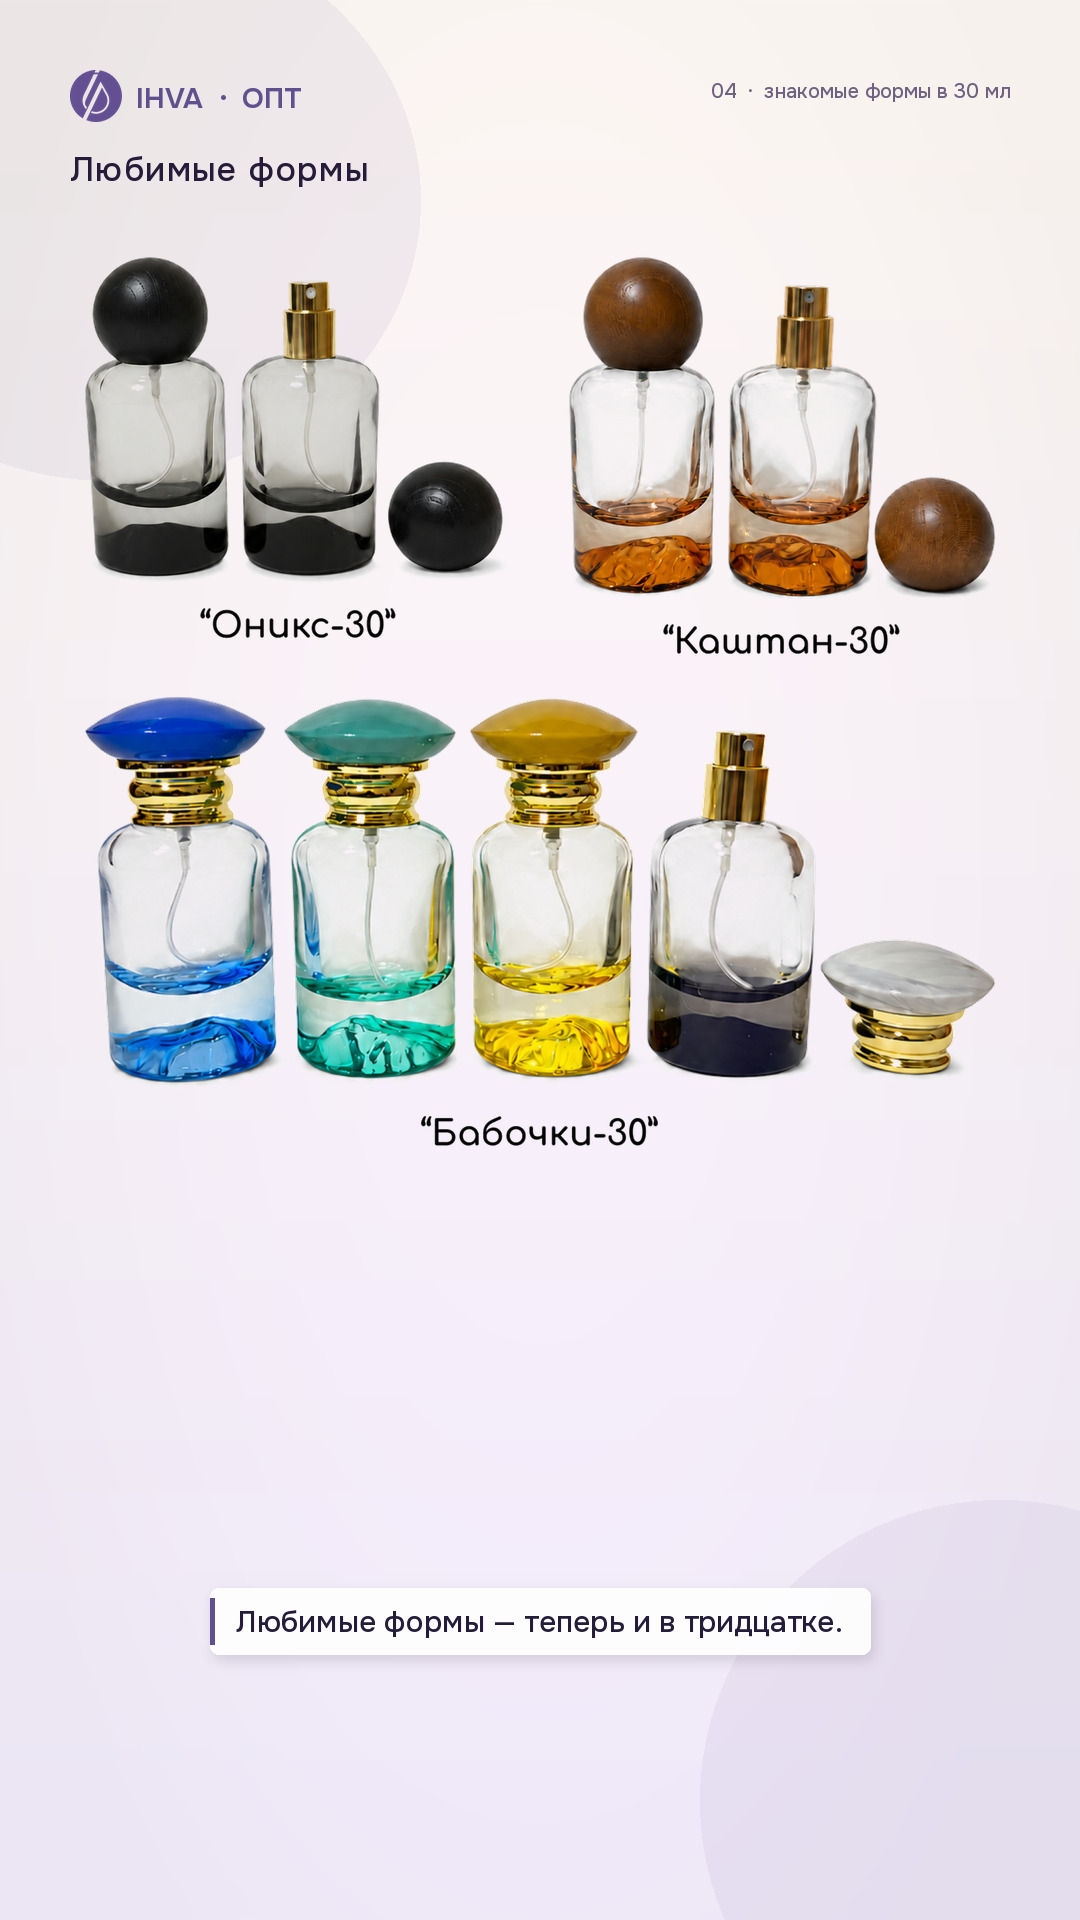 IHVA · ОПТ
04 · знакомые формы в 30 мл
Любимые формы
“Оникс-30”
“Каштан-30”
“Бабочки-30”
Любимые формы — теперь и в тридцатке.